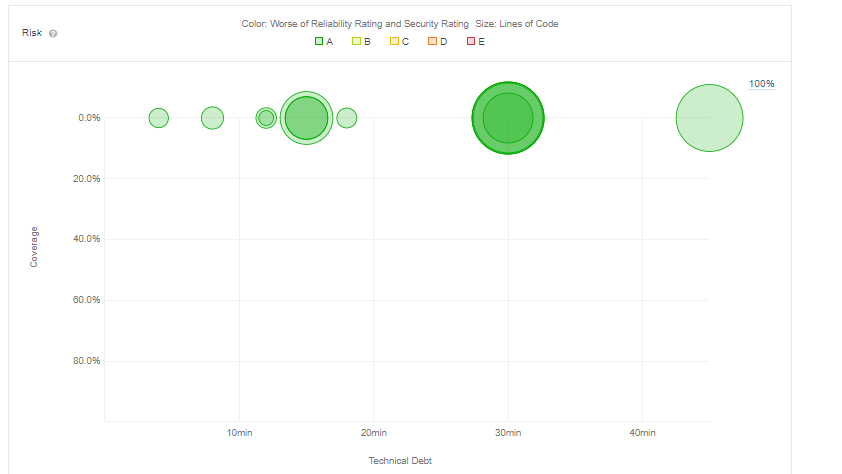 Color: Worse of Reliability Rating and Security Rating Size: Lines of Code
Risk ?
A B C D E
100%
0.0%
20.0%
40.0%
60.0%
80.0%
Coverage
10min 20min 30min 40min
Technical Debt